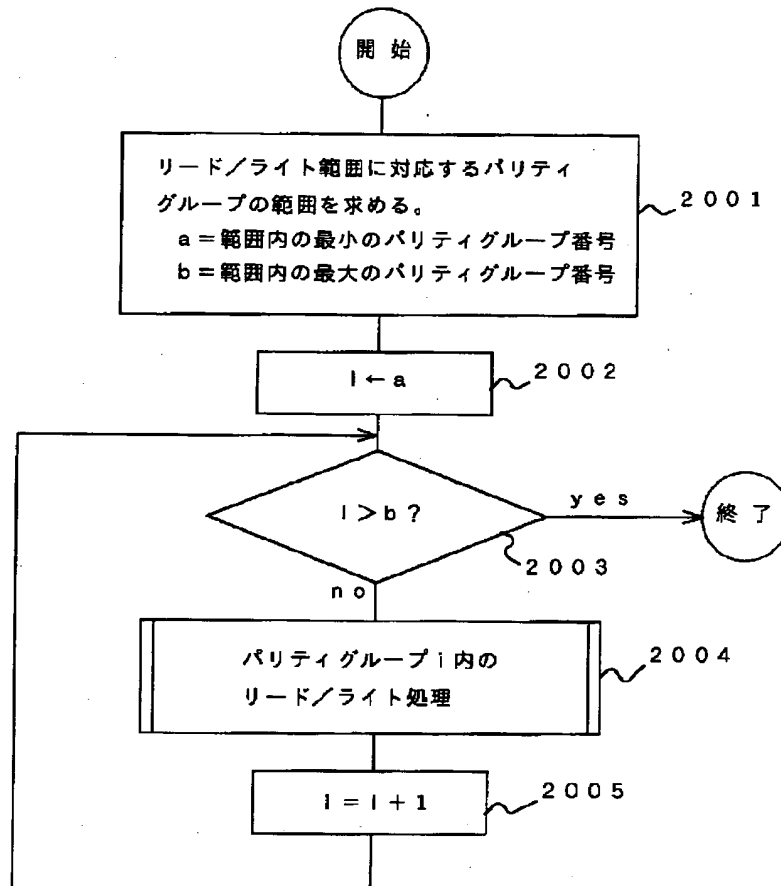 開始
リード／ライト範囲に対応するパリティ
グループの範囲を求める。
a＝範囲内の最小のパリティグループ番号
b＝範囲内の最大のパリティグループ番号
2001
i←a
2002
i＞b？
yes
終了
2003
no
パリティグループi内の
リード／ライト処理
2004
i＝i＋1
2005